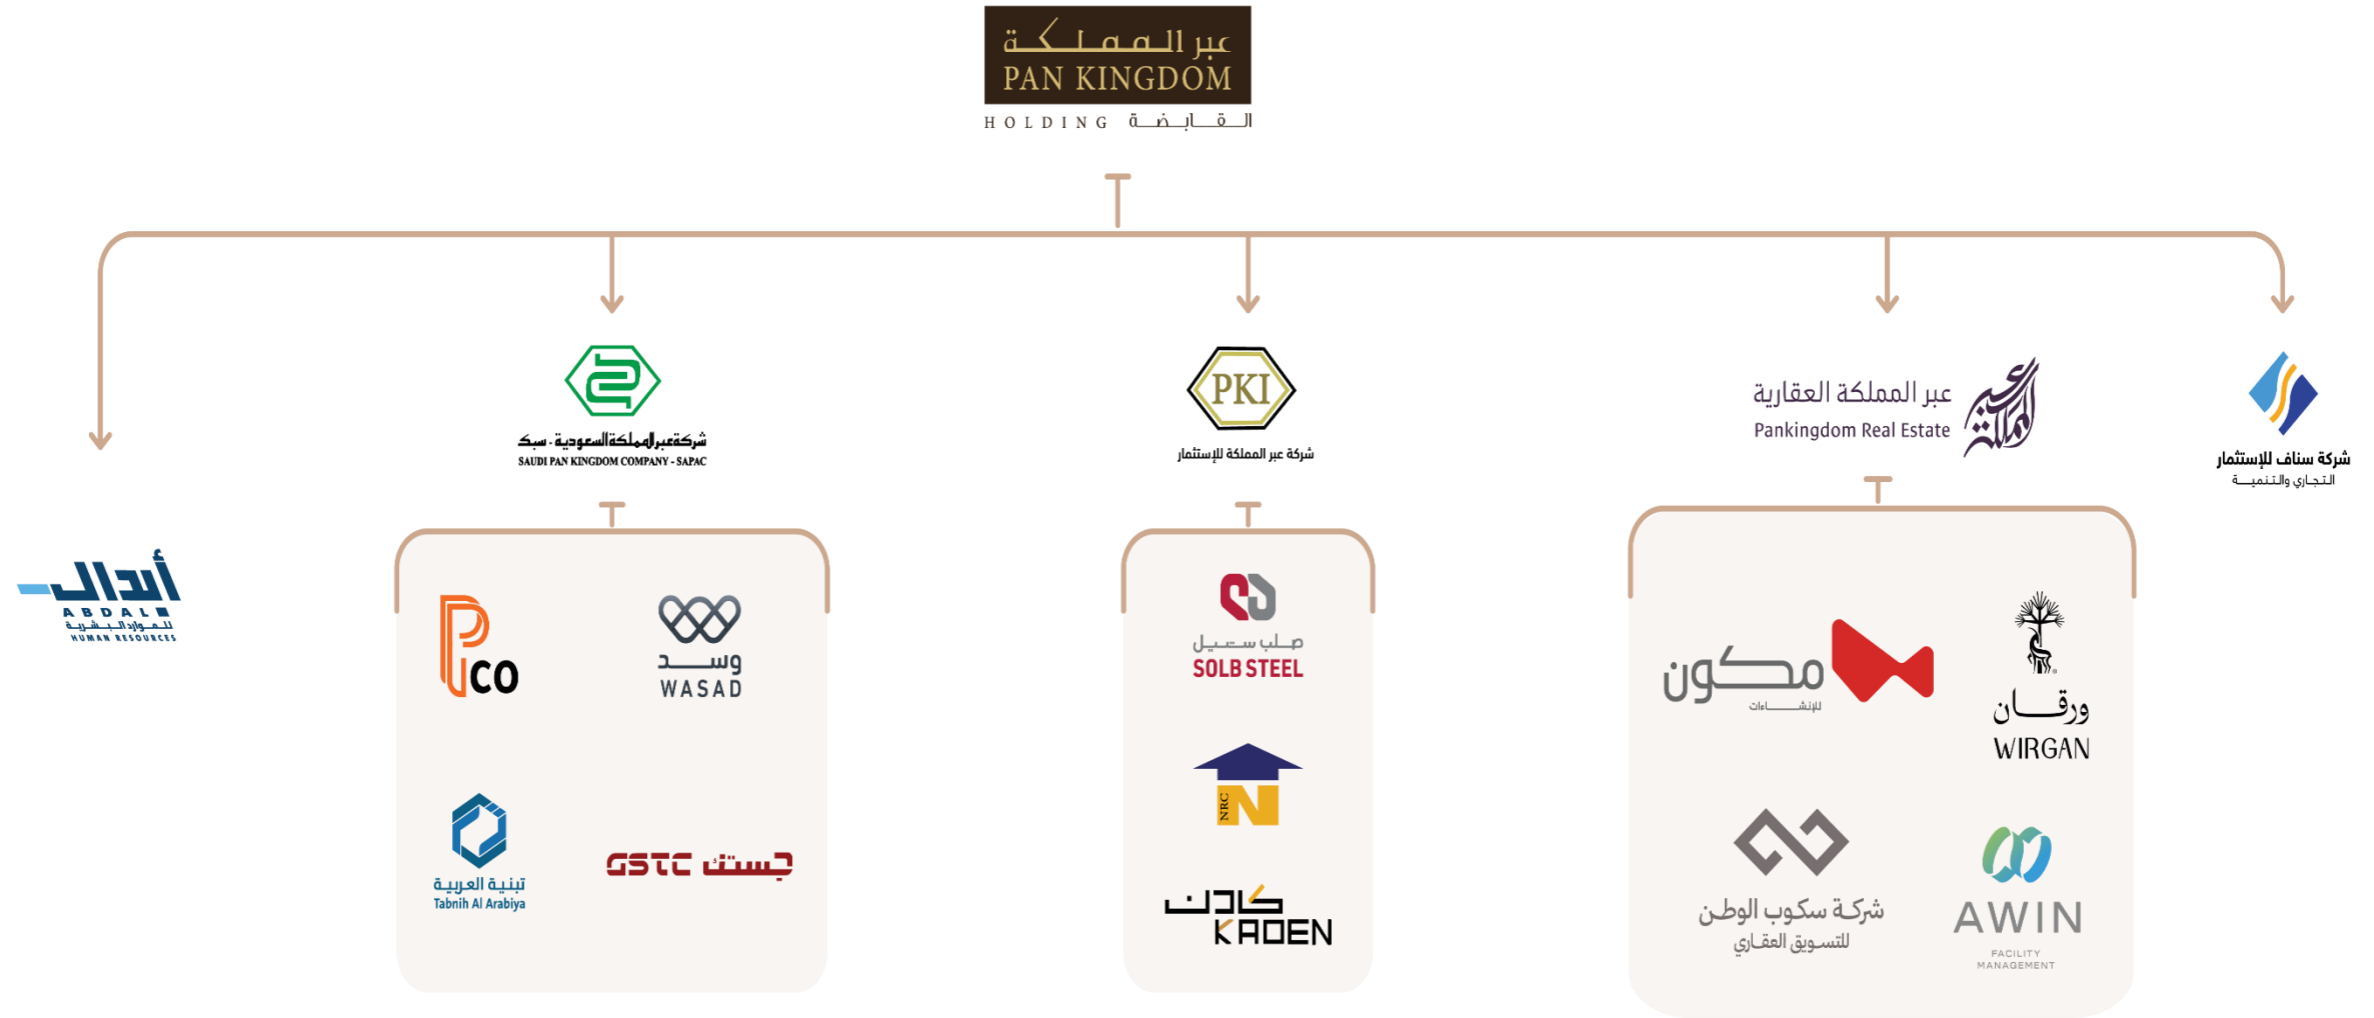 عبر المملكة
PAN KINGDOM
HOLDING القابضة
أبدال
ABDAL
للموارد البشرية
HUMAN RESOURCES
شركة عبر المملكة السعودية - سبك
SAUDI PAN KINGDOM COMPANY - SAPAC
PKI
شركة عبر المملكة للإستثمار
عبر المملكة العقارية
Pankingdom Real Estate
عبر المملكة
شركة سناف للإستثمار
التجاري والتنمية
Pico
وسد
WASAD
تبنية العربية
Tabnih Al Arabiya
GSTC جستك
صلب ستيل
SOLB STEEL
NRC
N
كادن
KADEN
مكون
للإنشاءات
ورقان
WIRGAN
شركة سكوب الوطن
للتسويق العقاري
AWIN
FACILITY
MANAGEMENT